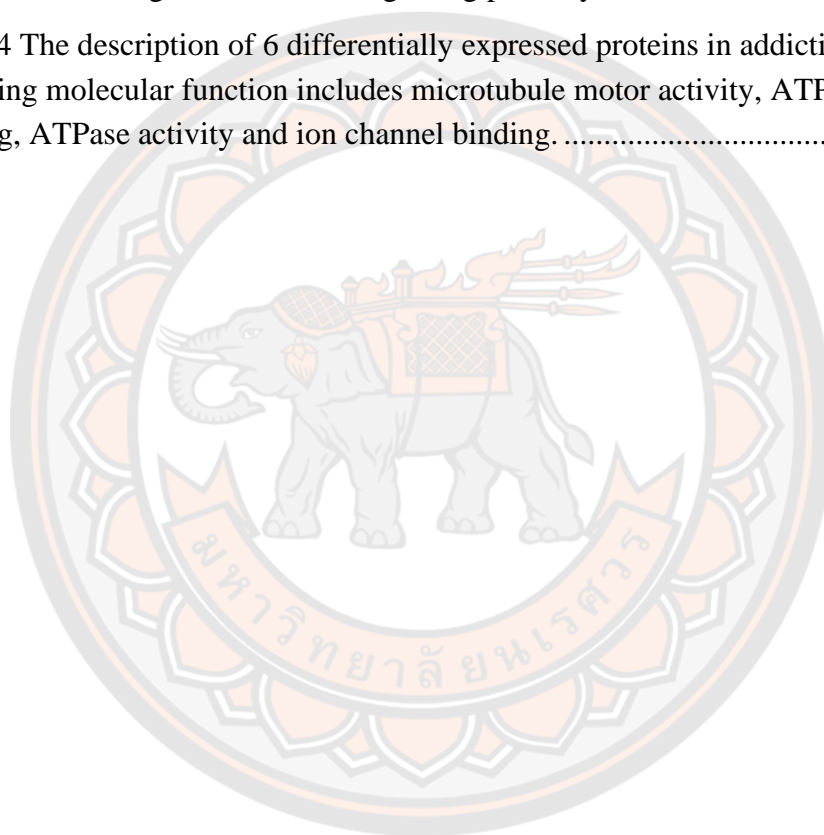 4 The description of 6 differentially expressed proteins in addicti
ing molecular function includes microtubule motor activity, ATP
g, ATPase activity and ion channel binding. ................................
มหาวิทยาลัยนเรศวร